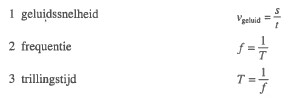 1 geluidssnelheid v_geluid = s/t
2 frequentie f = 1/T
3 trillingstijd T = 1/f